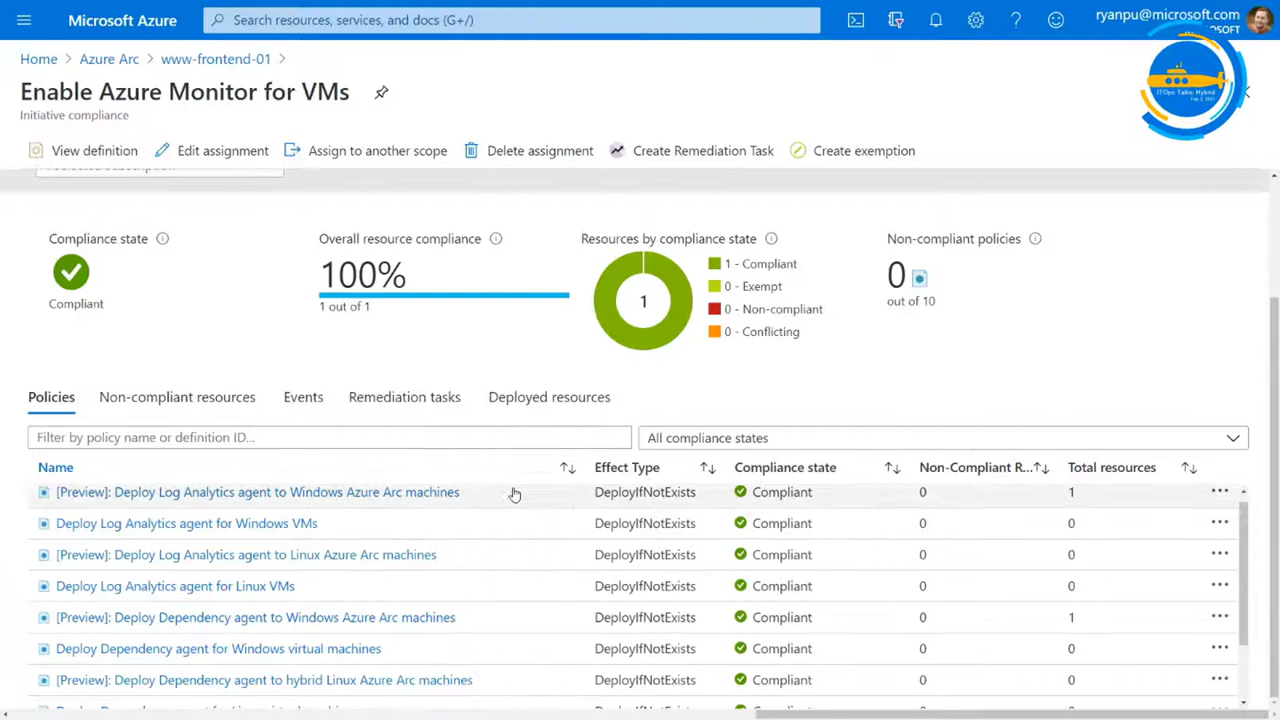 Microsoft Azure
Search resources, services, and docs (G+/)
ryanpu@microsoft.com
MICROSOFT
Home > Azure Arc > www-frontend-01 >
ITOps Talks: Hybrid
Feb 2, 2021
Enable Azure Monitor for VMs
Initiative compliance
View definition Edit assignment Assign to another scope Delete assignment Create Remediation Task Create exemption
Compliance state Overall resource compliance Resources by compliance state Non-compliant policies
Compliant
100%
1 out of 1
1
1 - Compliant
0 - Exempt
0 - Non-compliant
0 - Conflicting
0
out of 10
Policies Non-compliant resources Events Remediation tasks Deployed resources
Filter by policy name or definition ID... All compliance states
Name Effect Type Compliance state Non-Compliant R... Total resources
[Preview]: Deploy Log Analytics agent to Windows Azure Arc machines DeployIfNotExists Compliant 0 1 ...
Deploy Log Analytics agent for Windows VMs DeployIfNotExists Compliant 0 0 ...
[Preview]: Deploy Log Analytics agent to Linux Azure Arc machines DeployIfNotExists Compliant 0 0 ...
Deploy Log Analytics agent for Linux VMs DeployIfNotExists Compliant 0 0 ...
[Preview]: Deploy Dependency agent to Windows Azure Arc machines DeployIfNotExists Compliant 0 1 ...
Deploy Dependency agent for Windows virtual machines DeployIfNotExists Compliant 0 0 ...
[Preview]: Deploy Dependency agent to hybrid Linux Azure Arc machines DeployIfNotExists Compliant 0 0 ...